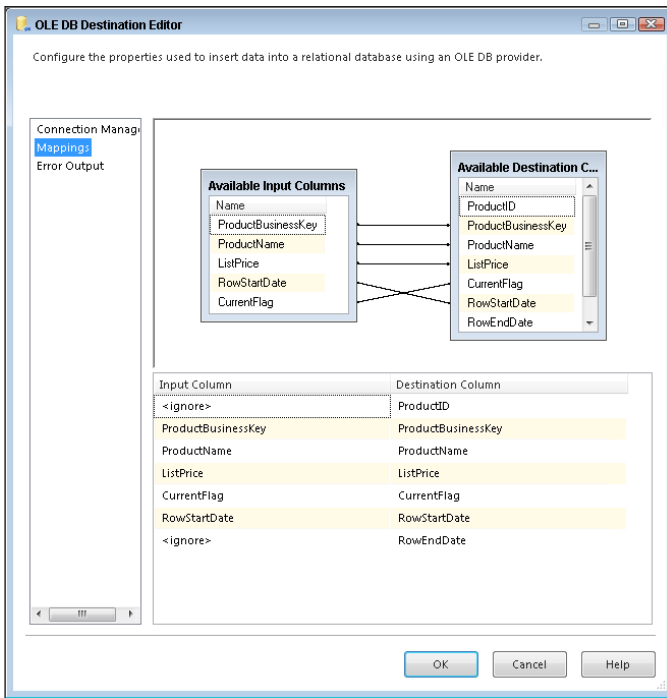 OLE DB Destination Editor
Configure the properties used to insert data into a relational database using an OLE DB provider.
Connection Manag
Mappings
Error Output
Available Input Columns
Name
ProductBusinessKey
ProductName
ListPrice
RowStartDate
CurrentFlag
Available Destination C...
Name
ProductID
ProductBusinessKey
ProductName
ListPrice
CurrentFlag
RowStartDate
RowEndDate
Input Column Destination Column
<ignore> ProductID
ProductBusinessKey ProductBusinessKey
ProductName ProductName
ListPrice ListPrice
CurrentFlag CurrentFlag
RowStartDate RowStartDate
<ignore> RowEndDate
OK Cancel Help